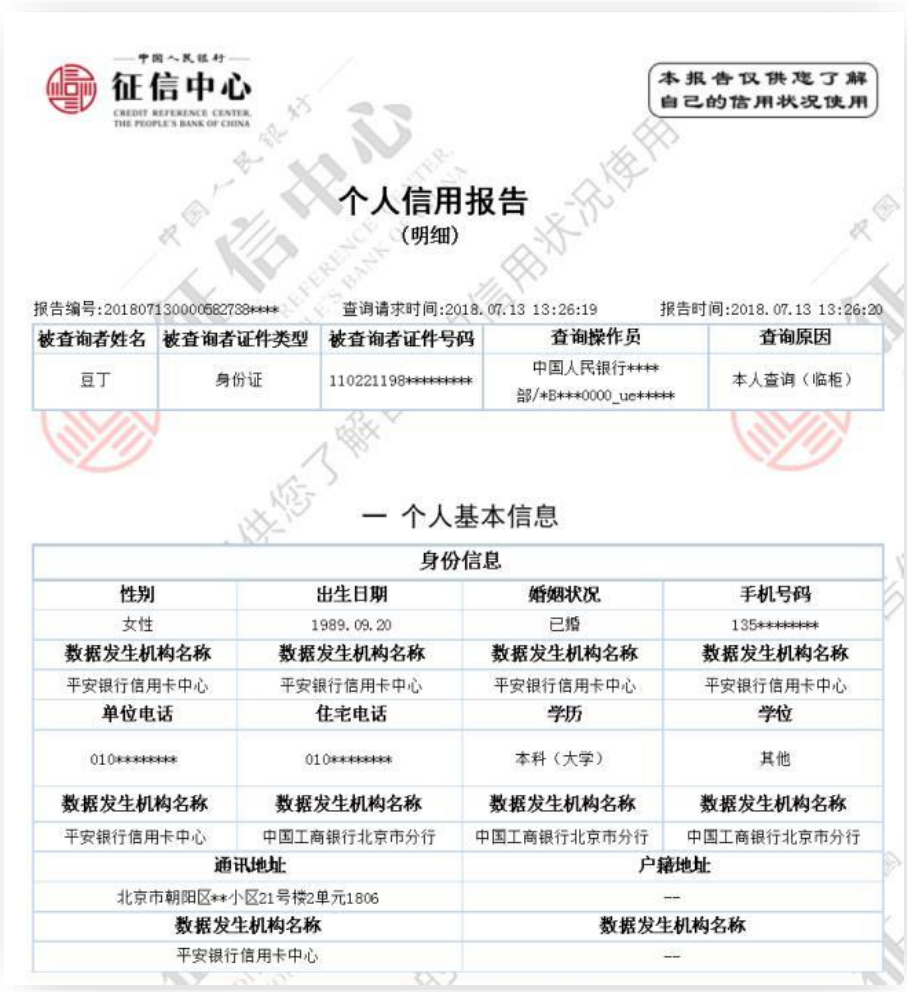 中国人民银行
征信中心
CREDIT REFERENCE CENTER,
THE PEOPLE'S BANK OF CHINA
本报告仅供您了解
自己的信用状况使用
个人信用报告
(明细)
报告编号:201807130000582738**** 查询请求时间:2018.07.13 13:26:19 报告时间:2018.07.13 13:26:20
被查询者姓名 被查询者证件类型 被查询者证件号码 查询操作员 查询原因
豆丁 身份证 110221198********* 中国人民银行****部/*B***0000_ue***** 本人查询（临柜）
一 个人基本信息
身份信息
性别 出生日期 婚姻状况 手机号码
女性 1989.09.20 已婚 135********
数据发生机构名称 数据发生机构名称 数据发生机构名称 数据发生机构名称
平安银行信用卡中心 平安银行信用卡中心 平安银行信用卡中心 平安银行信用卡中心
单位电话 住宅电话 学历 学位
010******** 010******** 本科（大学） 其他
数据发生机构名称 数据发生机构名称 数据发生机构名称 数据发生机构名称
平安银行信用卡中心 中国工商银行北京市分行 中国工商银行北京市分行 中国工商银行北京市分行
通讯地址 户籍地址
北京市朝阳区**小区21号楼2单元1806 --
数据发生机构名称 数据发生机构名称
平安银行信用卡中心 --